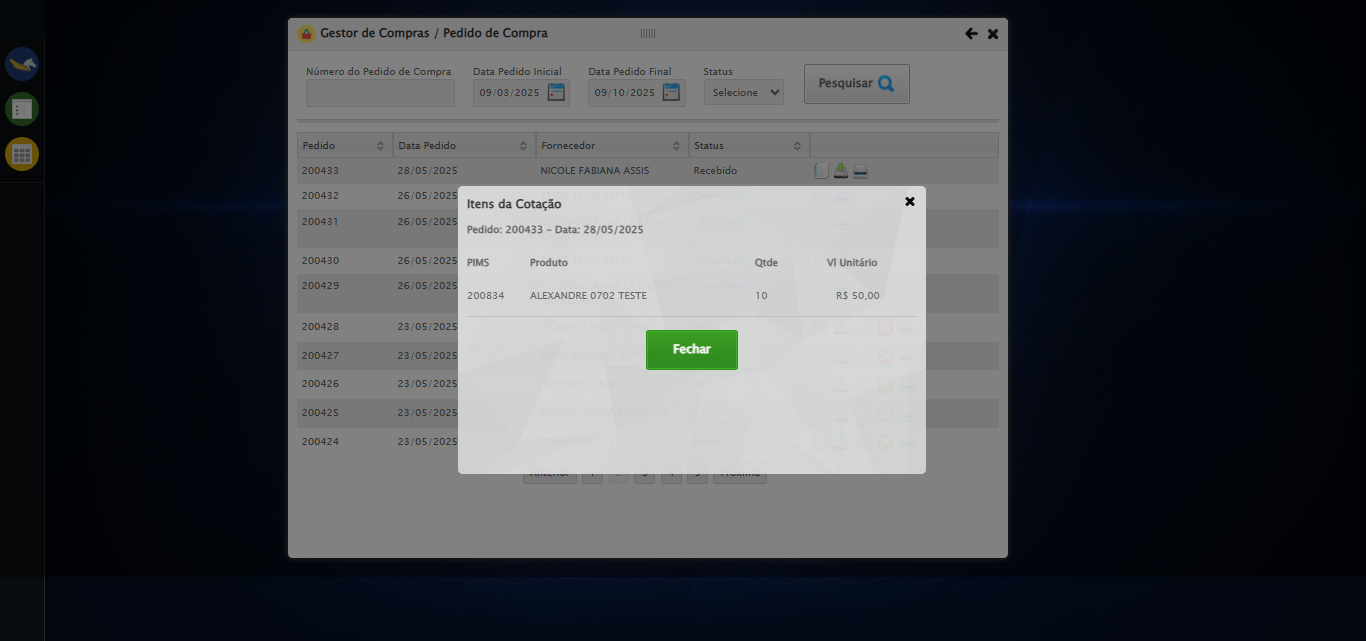 Gestor de Compras / Pedido de Compra
Número do Pedido de Compra
Data Pedido Inicial
Data Pedido Final
Status
09/03/2025
09/10/2025
Selecione
Pesquisar
Pedido Data Pedido Fornecedor Status
200433 28/05/2025 NICOLE FABIANA ASSIS Recebido
200432 26/05/2025
200431 26/05/2025
200430 26/05/2025
200429 26/05/2025
200428 23/05/2025
200427 23/05/2025
200426 23/05/2025
200425 23/05/2025
200424 23/05/2025
Itens da Cotação
Pedido: 200433 - Data: 28/05/2025
PIMS Produto Qtde Vl Unitário
200834 ALEXANDRE 0702 TESTE 10 R$ 50,00
Fechar
Anterior Próxima